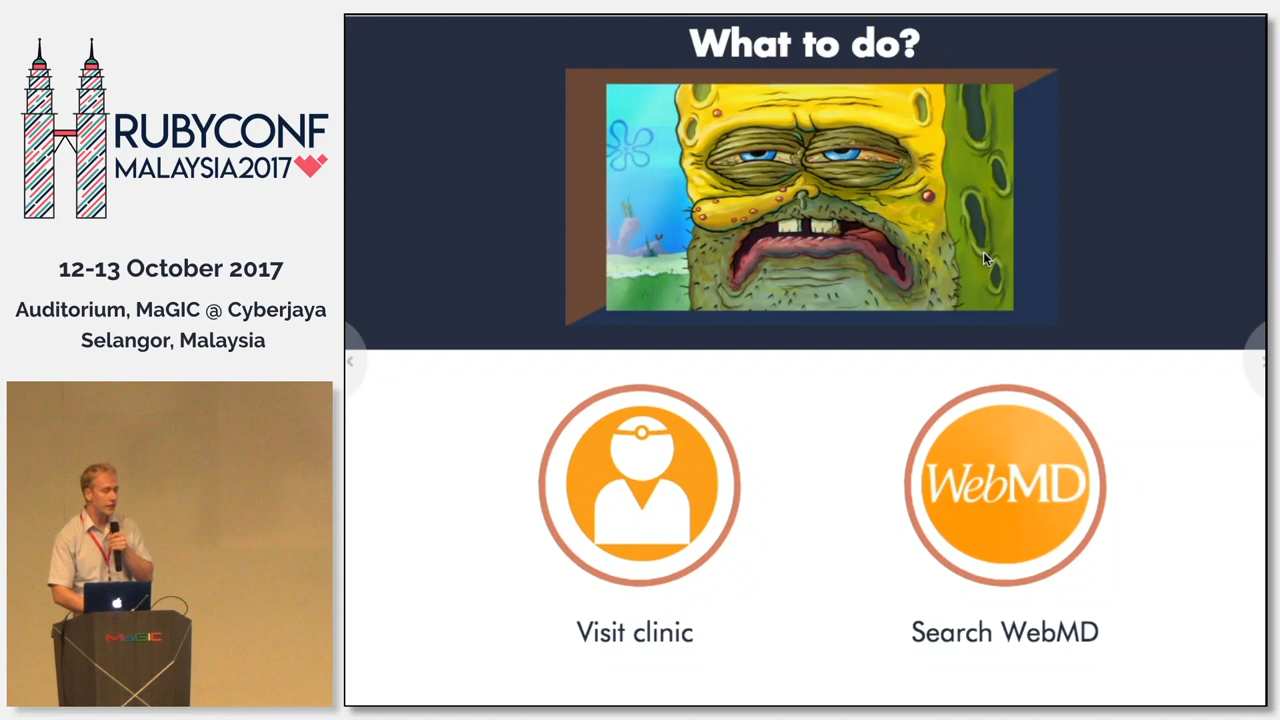 RUBYCONF
MALAYSIA2017
12-13 October 2017
Auditorium, MaGIC @ Cyberjaya
Selangor, Malaysia
MaGIC
What to do?
WebMD
Visit clinic
Search WebMD